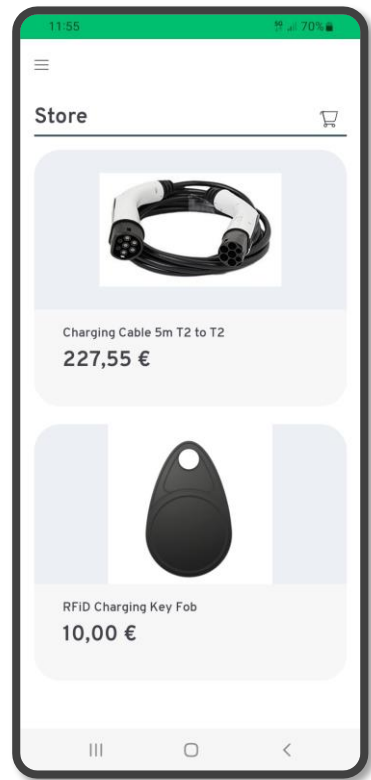 11:55
70%
Store
Charging Cable 5m T2 to T2
227,55 €
RFiD Charging Key Fob
10,00 €